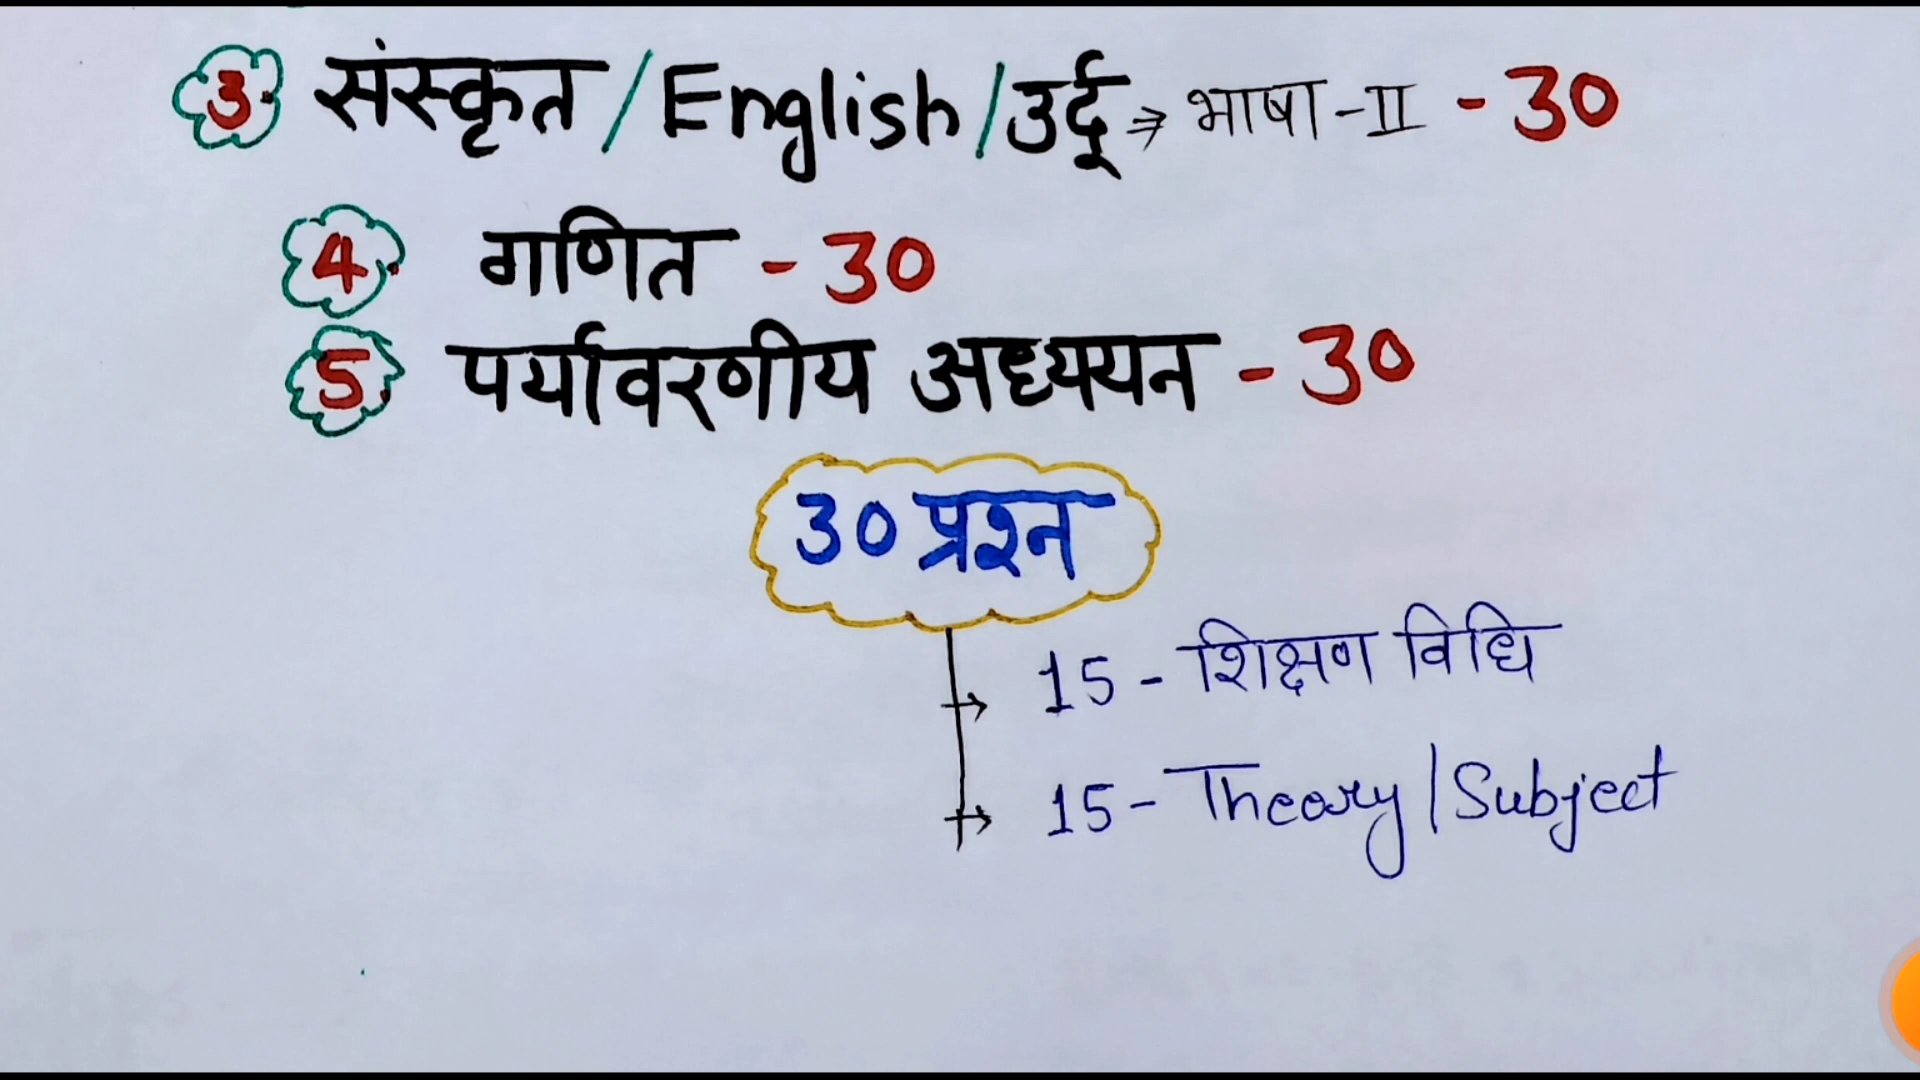 3. संस्कृत / English / उर्दू ⇒ भाषा - II - 30
4. गणित - 30
5. पर्यावरणीय अध्ययन - 30
30 प्रश्न
15 - शिक्षण विधि
15 - Theory | Subject